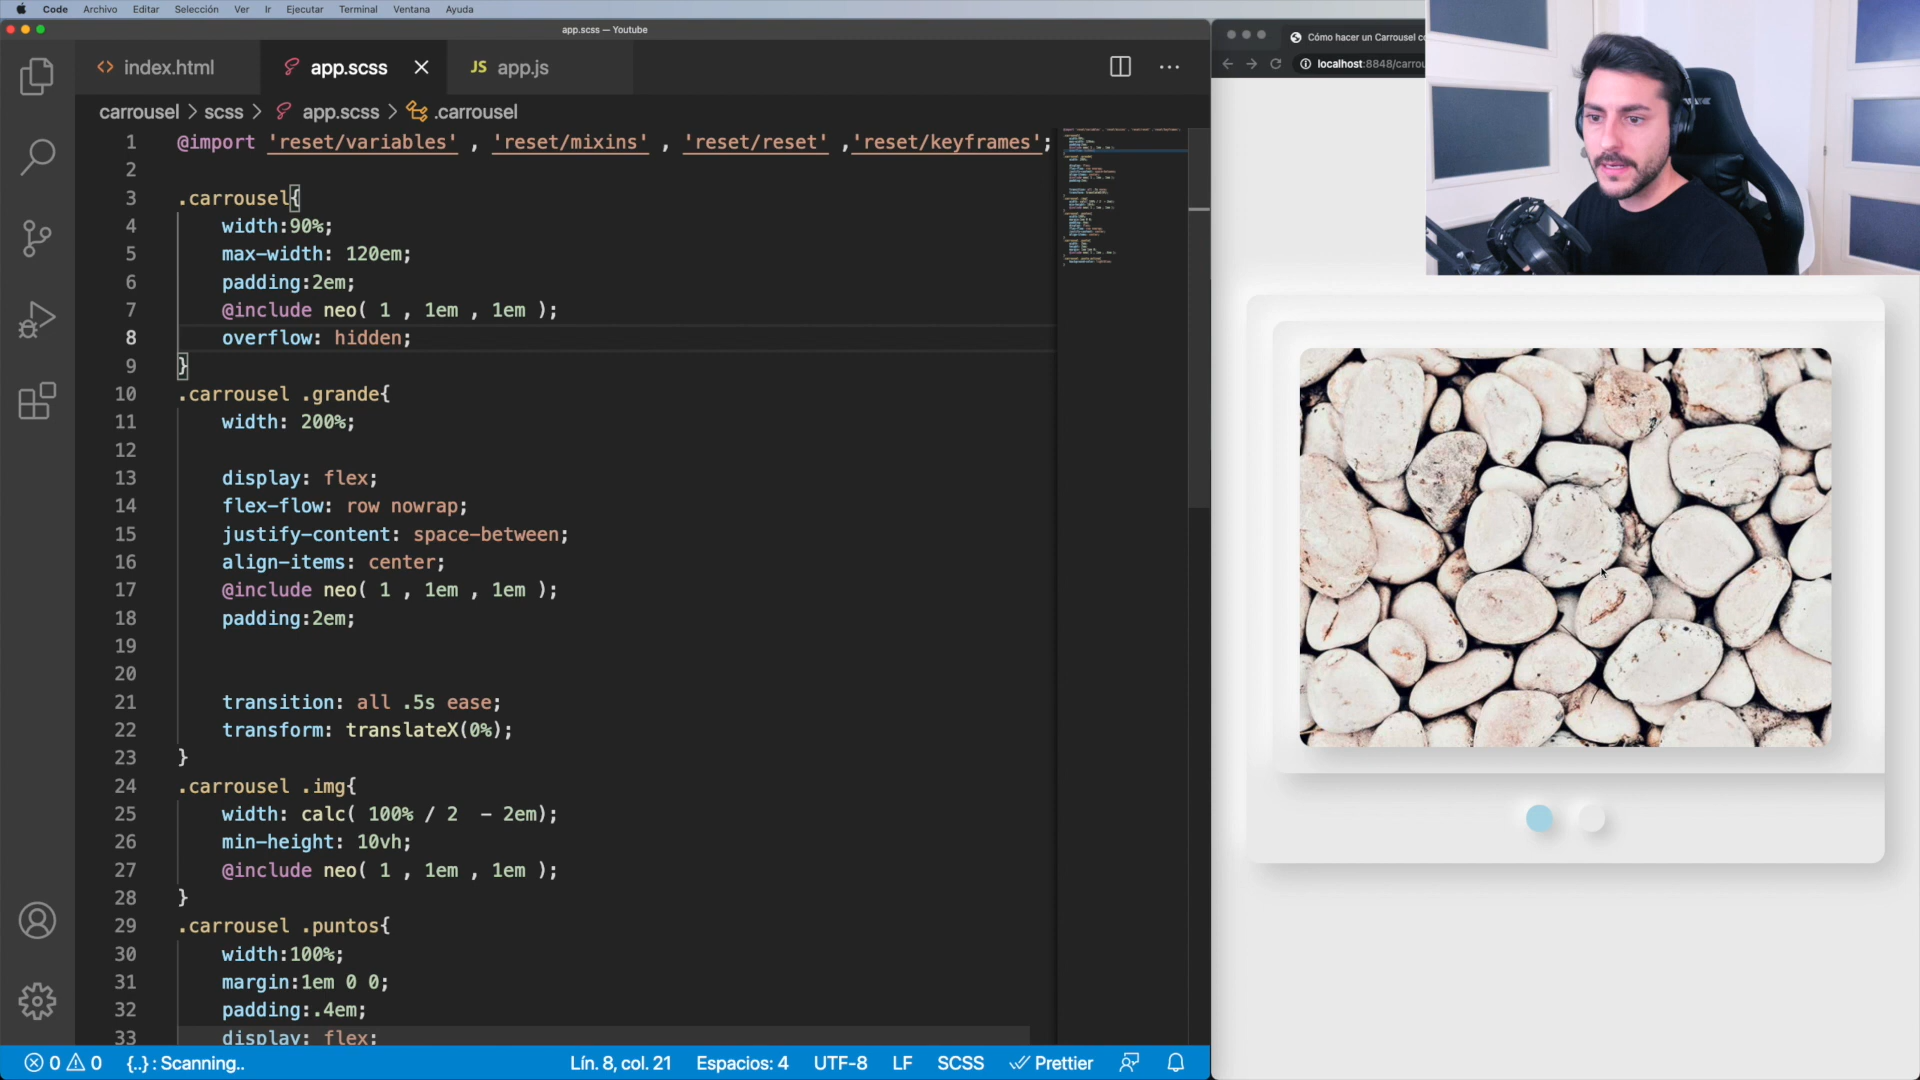 Code Archivo Editar Selección Ver Ir Ejecutar Terminal Ventana Ayuda
app.scss — Youtube
index.html app.scss JS app.js
carrousel > scss > app.scss > .carrousel
1 @import 'reset/variables' , 'reset/mixins' , 'reset/reset' ,'reset/keyframes';
2
3 .carrousel{
4 width:90%;
5 max-width: 120em;
6 padding:2em;
7 @include neo( 1 , 1em , 1em );
8 overflow: hidden;
9 }
10 .carrousel .grande{
11 width: 200%;
12
13 display: flex;
14 flex-flow: row nowrap;
15 justify-content: space-between;
16 align-items: center;
17 @include neo( 1 , 1em , 1em );
18 padding:2em;
19
20
21 transition: all .5s ease;
22 transform: translateX(0%);
23 }
24 .carrousel .img{
25 width: calc( 100% / 2  - 2em);
26 min-height: 10vh;
27 @include neo( 1 , 1em , 1em );
28 }
29 .carrousel .puntos{
30 width:100%;
31 margin:1em 0 0;
32 padding:.4em;
33 display: flex;
0 0 {..} : Scanning.. Lín. 8, col. 21 Espacios: 4 UTF-8 LF SCSS Prettier
Cómo hacer un Carrousel
localhost:8848/carrou